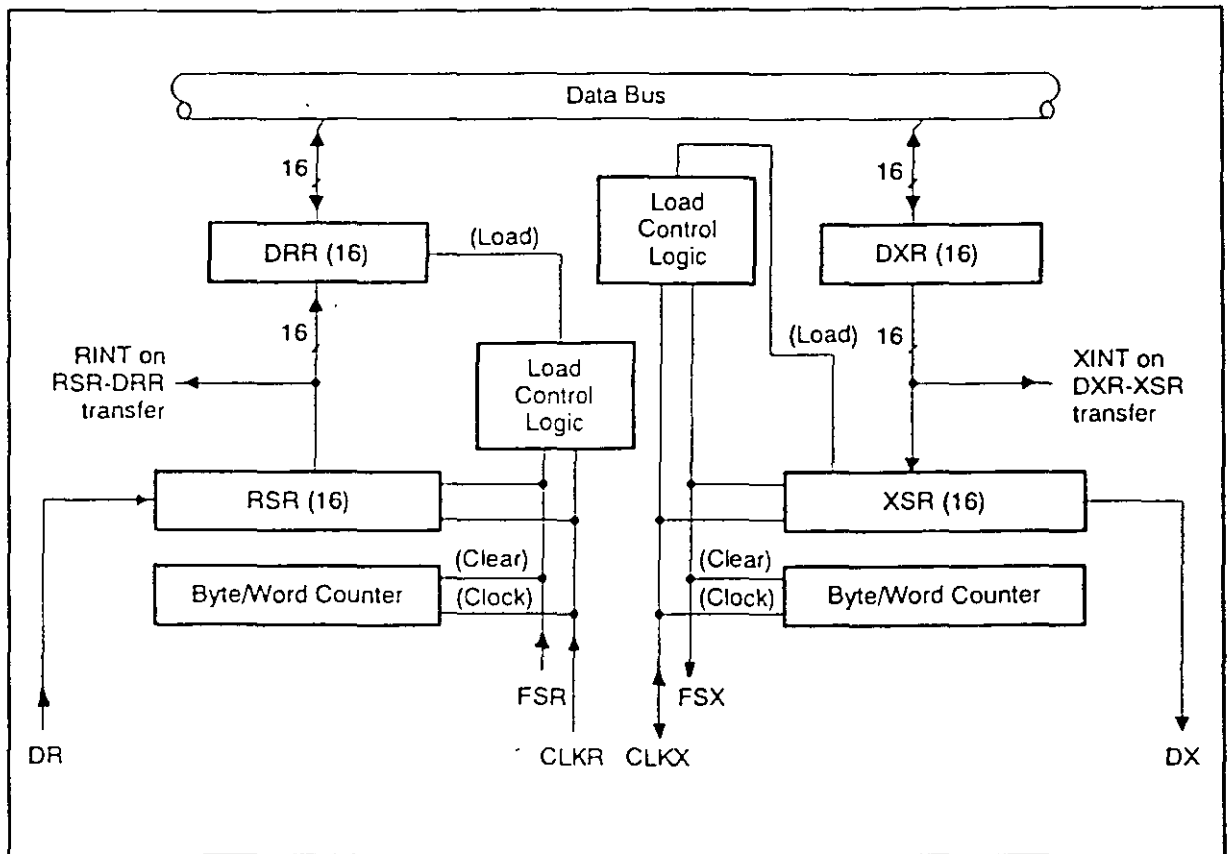 Data Bus
16
16
Load
Control
Logic
DRR (16)
(Load)
DXR (16)
16
(Load)
16
RINT on
RSR-DRR
transfer
Load
Control
Logic
XINT on
DXR-XSR
transfer
RSR (16)
XSR (16)
(Clear)
(Clear)
Byte/Word Counter
(Clock)
(Clock)
Byte/Word Counter
FSR
FSX
DR
CLKR
CLKX
DX